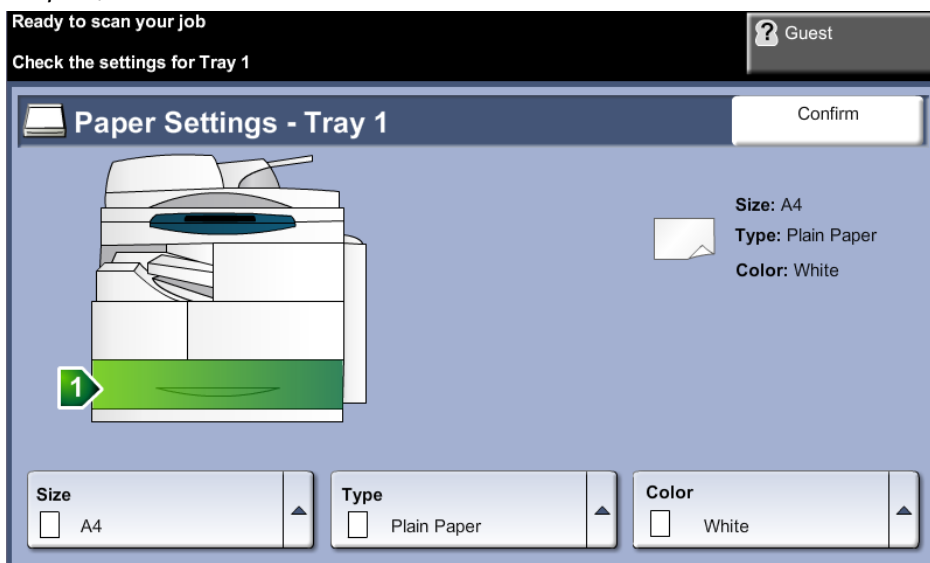 Ready to scan your job
Guest
Check the settings for Tray 1
Paper Settings - Tray 1
Confirm
Size: A4
Type: Plain Paper
Color: White
1
Size
A4
Type
Plain Paper
Color
White